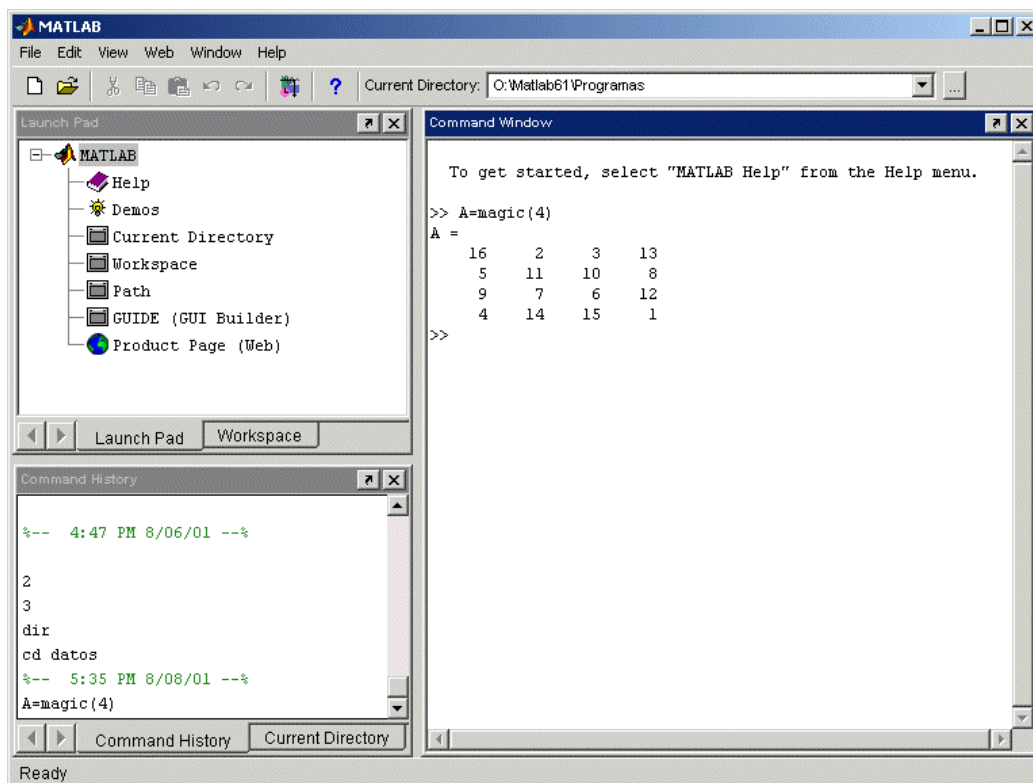 MATLAB
File Edit View Web Window Help
? Current Directory: O:\Matlab61\Programas ...
Launch Pad
MATLAB
Help
Demos
Current Directory
Workspace
Path
GUIDE (GUI Builder)
Product Page (Web)
Launch Pad Workspace
Command History
%-- 4:47 PM 8/06/01 --%
2
3
dir
cd datos
%-- 5:35 PM 8/08/01 --%
A=magic(4)
Command History Current Directory
Command Window
To get started, select "MATLAB Help" from the Help menu.
>> A=magic(4)
A =
16 2 3 13
5 11 10 8
9 7 6 12
4 14 15 1
>>
Ready